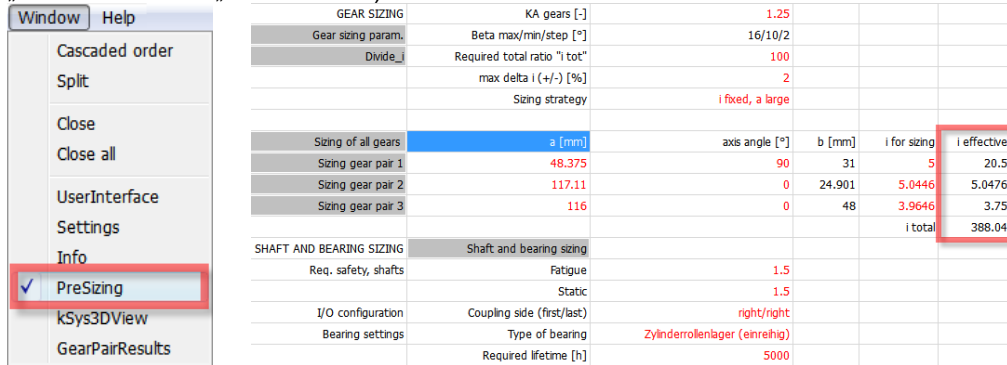 Window Help
Cascaded order
Split
Close
Close all
UserInterface
Settings
Info
✓ PreSizing
kSys3DView
GearPairResults
GEAR SIZING KA gears [-] 1.25
Gear sizing param. Beta max/min/step [°] 16/10/2
Divide_i Required total ratio "i tot" 100
max delta i (+/-) [%] 2
Sizing strategy i fixed, a large
Sizing of all gears a [mm] axis angle [°] b [mm] i for sizing i effective
Sizing gear pair 1 48.375 90 31 5 20.5
Sizing gear pair 2 117.11 0 24.901 5.0446 5.0476
Sizing gear pair 3 116 0 48 3.9646 3.75
i total 388.04
SHAFT AND BEARING SIZING Shaft and bearing sizing
Req. safety, shafts Fatigue 1.5
Static 1.5
I/O configuration Coupling side (first/last) right/right
Bearing settings Type of bearing Zylinderrollenlager (einreihig)
Required lifetime [h] 5000